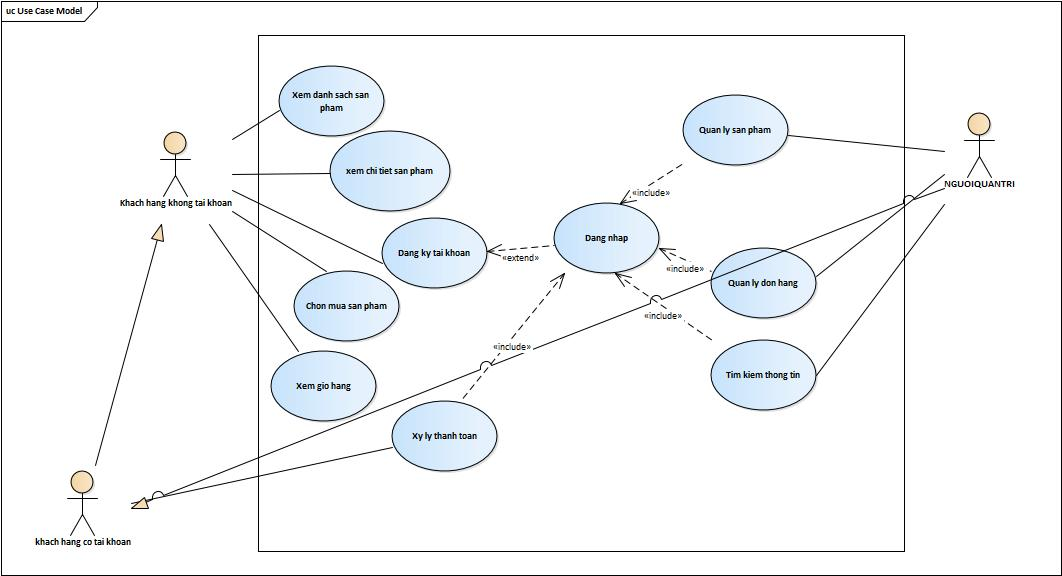 uc Use Case Model
Xem danh sach san
pham
xem chi tiet san pham
Dang ky tai khoan
Chon mua san pham
Xem gio hang
Xy ly thanh toan
Dang nhap
Quan ly san pham
Quan ly don hang
Tim kiem thong tin
Khach hang khong tai khoan
khach hang co tai khoan
NGUOIQUANTRI
«include»
«extend»
«include»
«include»
«include»